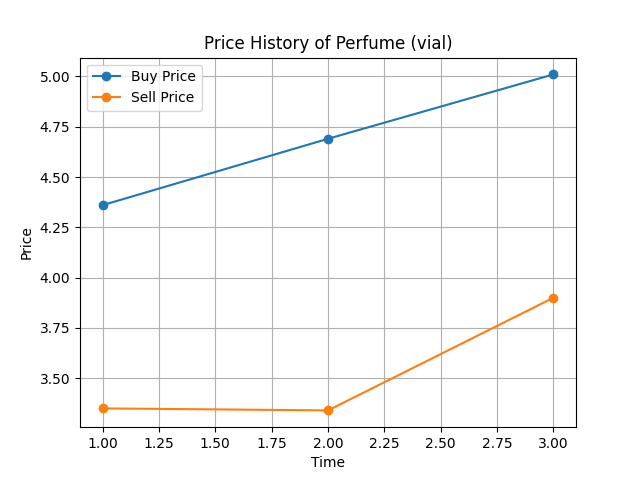 Price History of Perfume (vial)
Buy Price
Sell Price
5.00
4.75
4.50
4.25
4.00
3.75
3.50
Price
1.00 1.25 1.50 1.75 2.00 2.25 2.50 2.75 3.00
Time